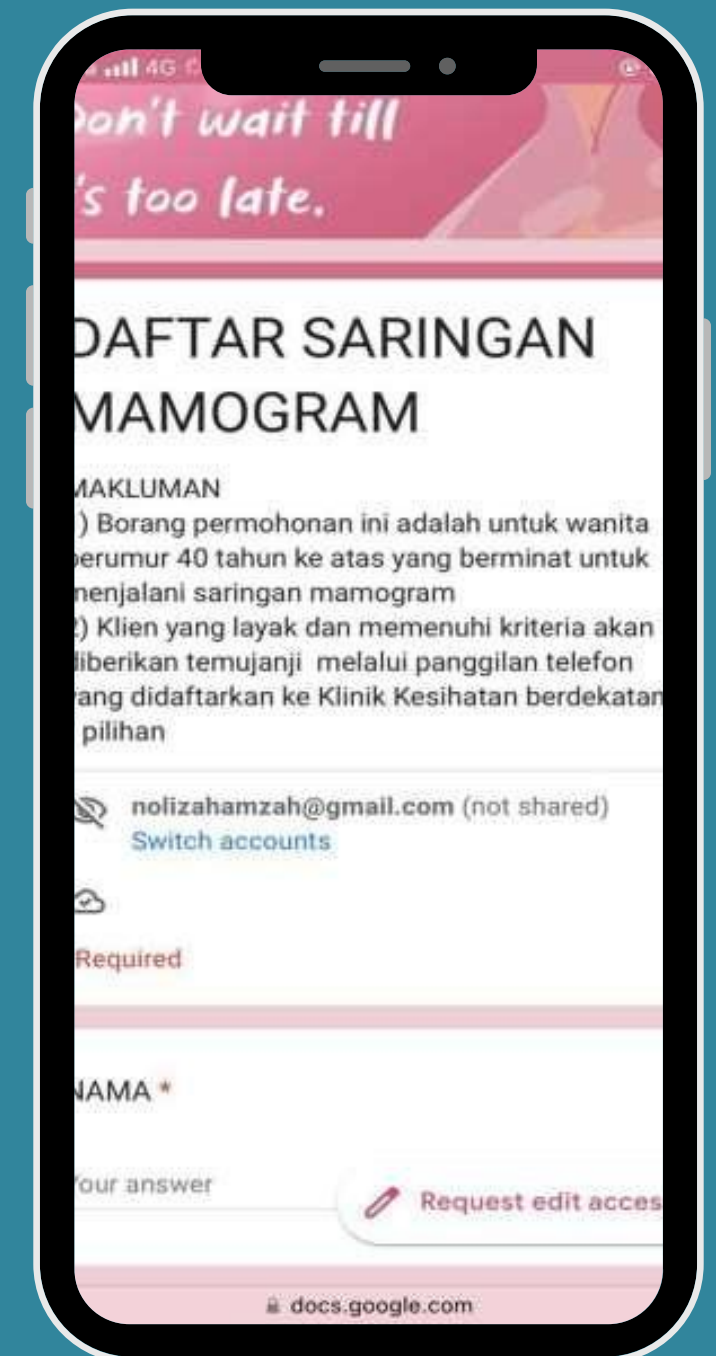 4G
on't wait till
's too late.
DAFTAR SARINGAN
MAMOGRAM
MAKLUMAN
) Borang permohonan ini adalah untuk wanita
berumur 40 tahun ke atas yang berminat untuk
menjalani saringan mamogram
2) Klien yang layak dan memenuhi kriteria akan
diberikan temujanji melalui panggilan telefon
yang didaftarkan ke Klinik Kesihatan berdekatan
pilihan
nolizahamzah@gmail.com (not shared)
Switch accounts
Required
NAMA *
Your answer
Request edit acces
docs.google.com